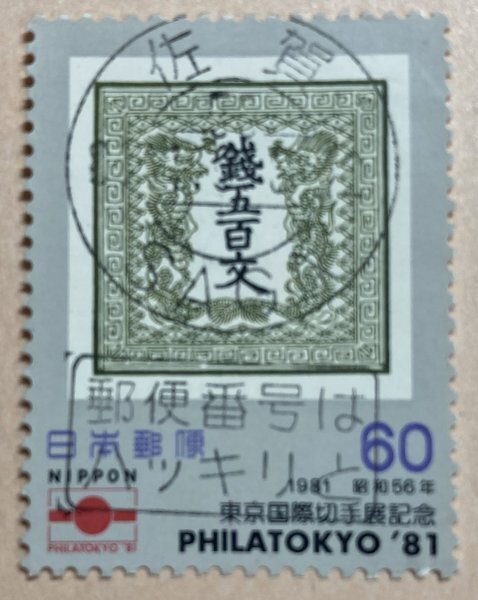 佐賀
SAGA
錢五百文
郵便番号は
ハッキリと
日本郵便
60
NIPPON
1981 昭和56年
東京国際切手展記念
PHILATOKYO '81
PHILATOKYO '81